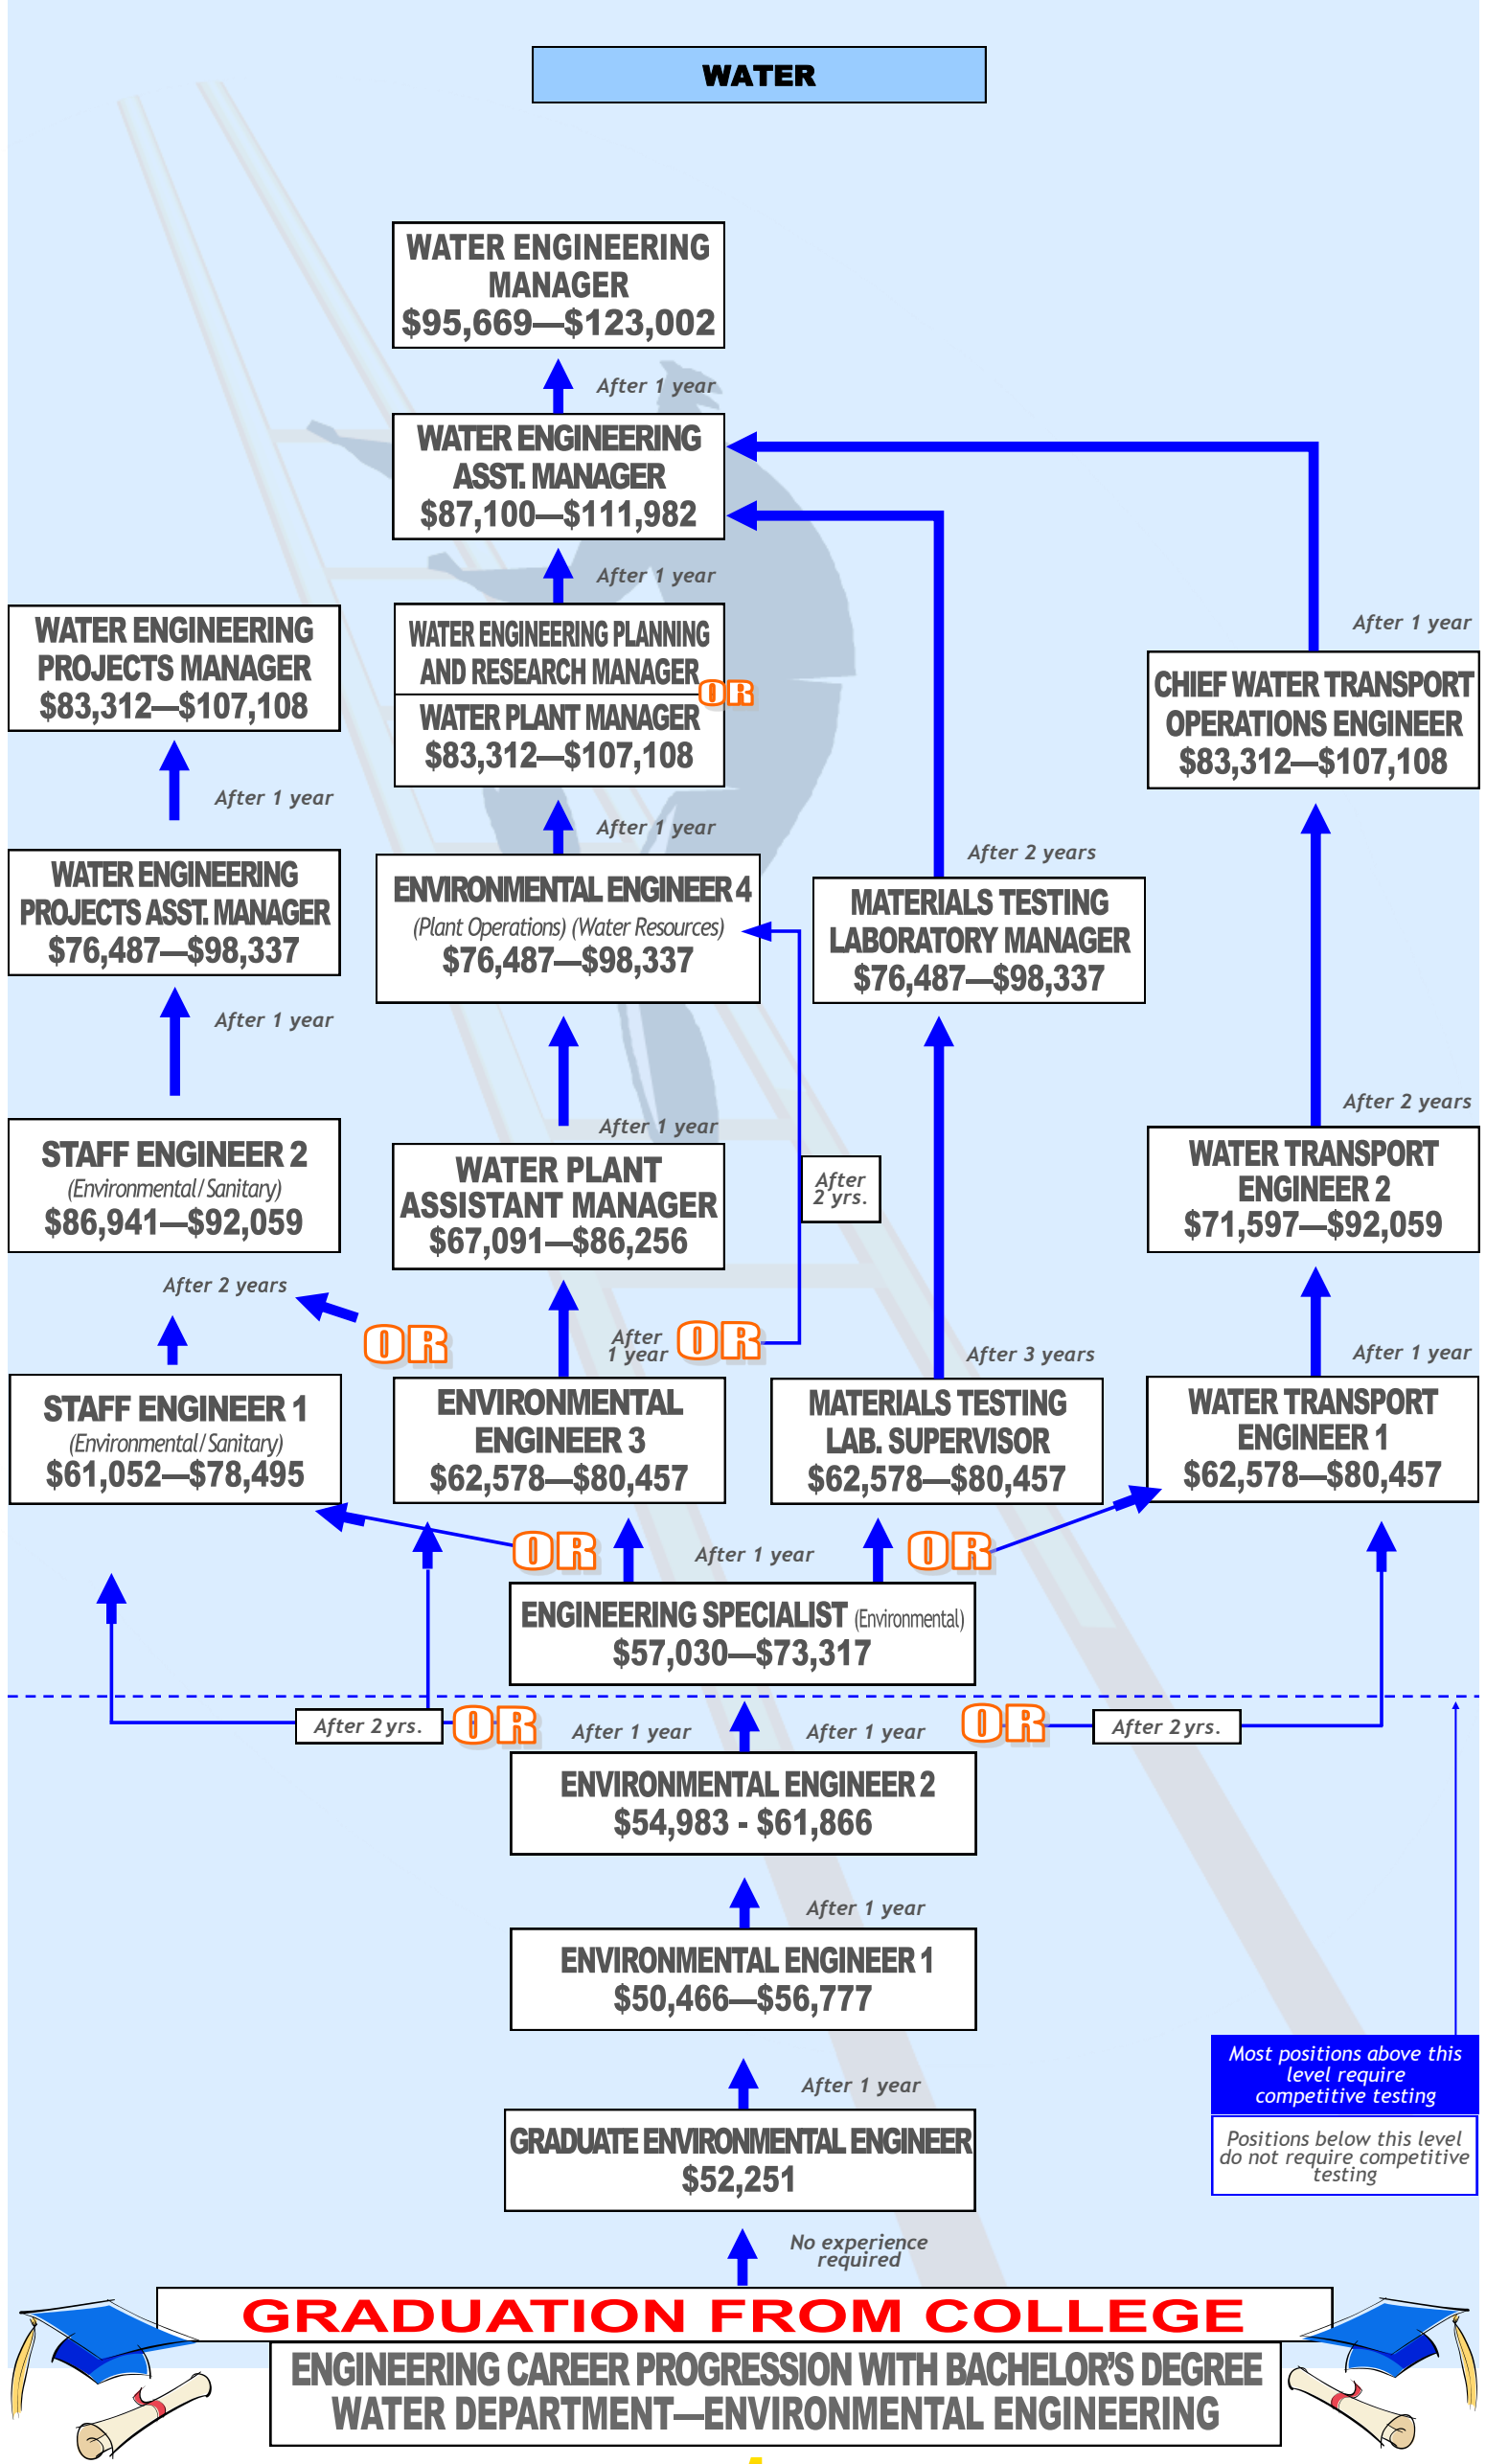 WATER
WATER ENGINEERING
MANAGER
$95,669—$123,002
After 1 year
WATER ENGINEERING
ASST. MANAGER
$87,100—$111,982
After 1 year
WATER ENGINEERING
PROJECTS MANAGER
$83,312—$107,108
WATER ENGINEERING PLANNING
AND RESEARCH MANAGER
OR
WATER PLANT MANAGER
$83,312—$107,108
After 1 year
CHIEF WATER TRANSPORT
OPERATIONS ENGINEER
$83,312—$107,108
After 1 year
After 1 year
After 2 years
WATER ENGINEERING
PROJECTS ASST. MANAGER
$76,487—$98,337
ENVIRONMENTAL ENGINEER 4
(Plant Operations) (Water Resources)
$76,487—$98,337
MATERIALS TESTING
LABORATORY MANAGER
$76,487—$98,337
After 1 year
After 1 year
After 2 years
STAFF ENGINEER 2
(Environmental/Sanitary)
$86,941—$92,059
WATER PLANT
ASSISTANT MANAGER
$67,091—$86,256
After
2 yrs.
WATER TRANSPORT
ENGINEER 2
$71,597—$92,059
After 2 years
OR
After
1 year
OR
After 3 years
After 1 year
STAFF ENGINEER 1
(Environmental/Sanitary)
$61,052—$78,495
ENVIRONMENTAL
ENGINEER 3
$62,578—$80,457
MATERIALS TESTING
LAB. SUPERVISOR
$62,578—$80,457
WATER TRANSPORT
ENGINEER 1
$62,578—$80,457
OR
After 1 year
OR
ENGINEERING SPECIALIST (Environmental)
$57,030—$73,317
After 2 yrs.
OR
After 1 year
After 1 year
OR
After 2 yrs.
ENVIRONMENTAL ENGINEER 2
$54,983 - $61,866
After 1 year
ENVIRONMENTAL ENGINEER 1
$50,466—$56,777
Most positions above this
level require
competitive testing
Positions below this level
do not require competitive
testing
After 1 year
GRADUATE ENVIRONMENTAL ENGINEER
$52,251
No experience
required
GRADUATION FROM COLLEGE
ENGINEERING CAREER PROGRESSION WITH BACHELOR'S DEGREE
WATER DEPARTMENT—ENVIRONMENTAL ENGINEERING